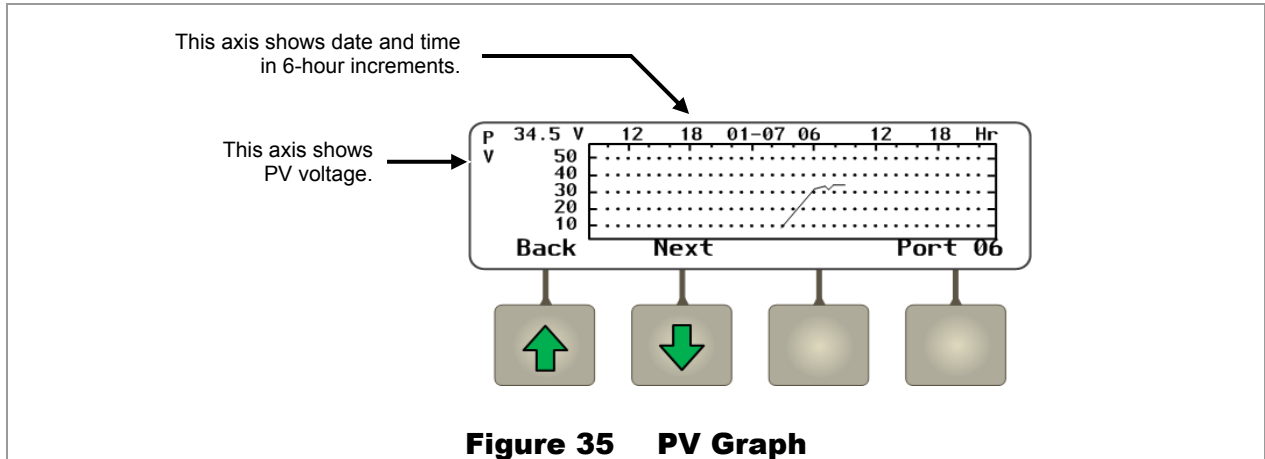 This axis shows date and time
in 6-hour increments.
This axis shows
PV voltage.
P 34.5 V 12 18 01-07 06 12 18 Hr
V
50
40
30
20
10
Back Next Port 06
Figure 35 PV Graph